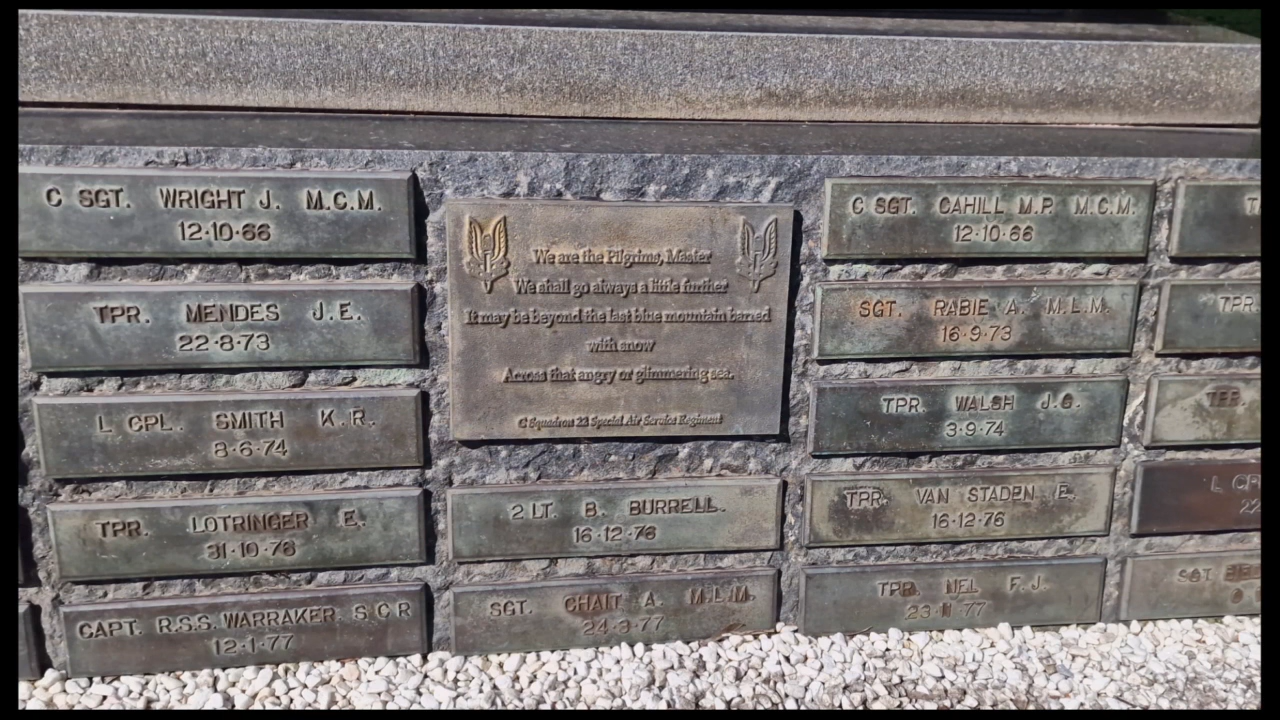 C SGT. WRIGHT J. M.C.M.
12·10·66
TPR. MENDES J.E.
22·8·73
L CPL. SMITH K.R.
8·6·74
TPR. LOTRINGER E.
31·10·76
CAPT. R.S.S. WARRAKER. S C R
12·1·77
We are the Pilgrims, Master
We shall go always a little further
It may be beyond the last blue mountain barred
with snow
Across that angry or glimmering sea.
C Squadron 22 Special Air Service Regiment
2 LT. B. BURRELL.
16·12·76
SGT. CHAIT A. M.L.M.
24·3·77
C SGT. CAHILL M.P. M.C.M.
12·10·66
SGT. RABIE A. M.L.M.
16·9·73
TPR. WALSH J.G.
3·9·74
TPR. VAN STADEN E.
16·12·76
TPR. NEL F.J.
23·11·77
TPR.
L
22
SGT